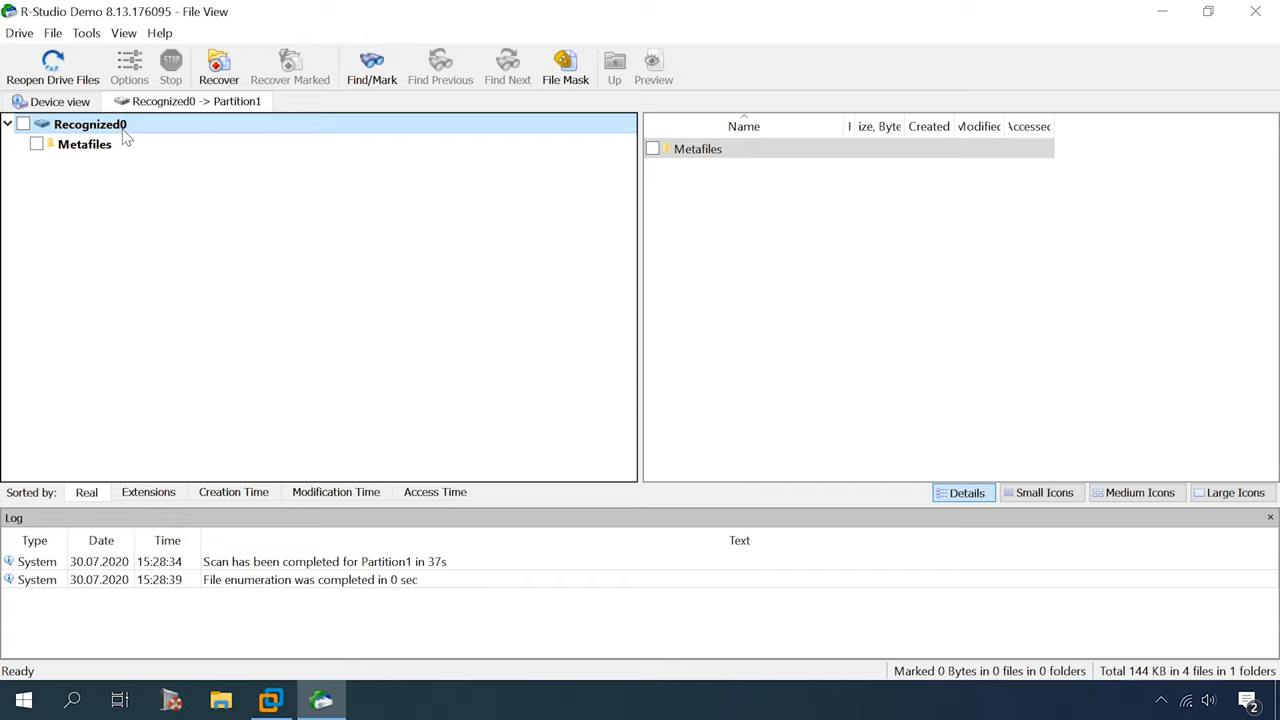 R-Studio Demo 8.13.176095 - File View
Drive File Tools View Help
Reopen Drive Files Options Stop Recover Recover Marked Find/Mark Find Previous Find Next File Mask Up Preview
STOP
Device view Recognized0 -> Partition1
Recognized0
Metafiles
Name ize, Byte Created Modified Accessed
Metafiles
Sorted by: Real Extensions Creation Time Modification Time Access Time Details Small Icons Medium Icons Large Icons
Log
Type Date Time Text
System 30.07.2020 15:28:34 Scan has been completed for Partition1 in 37s
System 30.07.2020 15:28:39 File enumeration was completed in 0 sec
Ready Marked 0 Bytes in 0 files in 0 folders Total 144 KB in 4 files in 1 folders
2